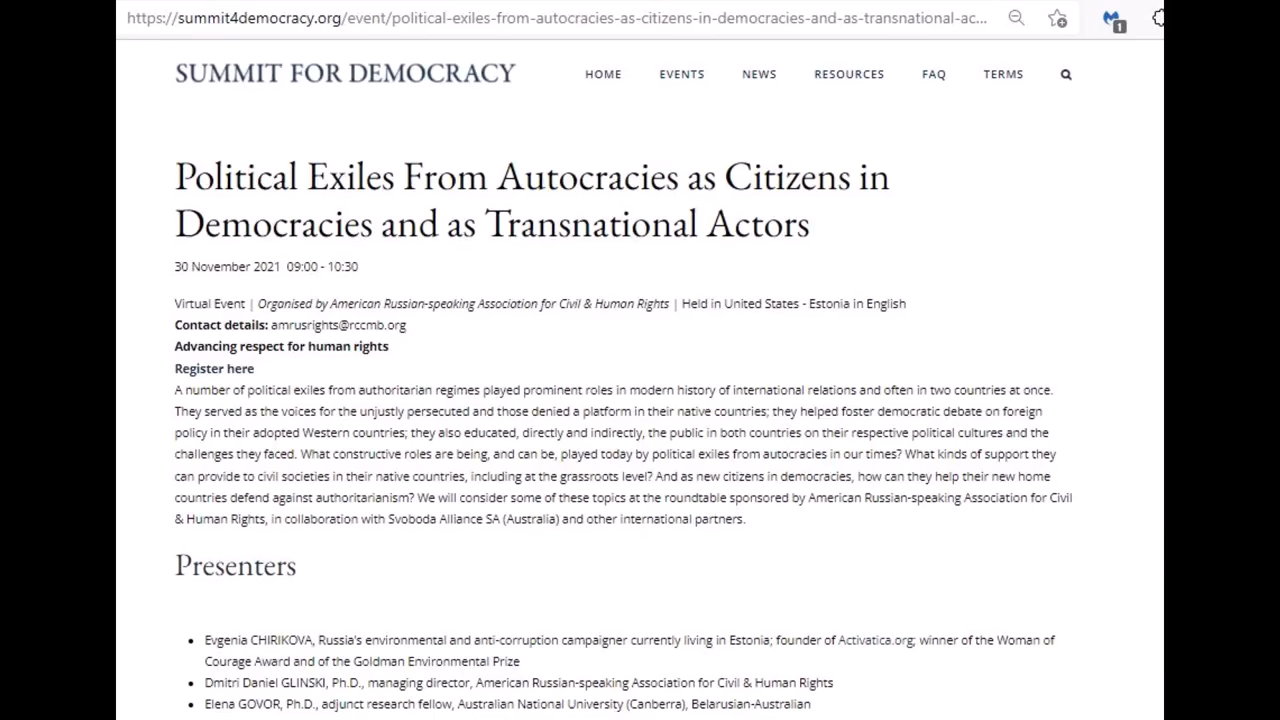 https://summit4democracy.org/event/political-exiles-from-autocracies-as-citizens-in-democracies-and-as-transnational-ac...
1
SUMMIT FOR DEMOCRACY HOME EVENTS NEWS RESOURCES FAQ TERMS
Political Exiles From Autocracies as Citizens in
Democracies and as Transnational Actors
30 November 2021 09:00 - 10:30
Virtual Event | Organised by American Russian-speaking Association for Civil & Human Rights | Held in United States - Estonia in English
Contact details: amrusrights@rccmb.org
Advancing respect for human rights
Register here
A number of political exiles from authoritarian regimes played prominent roles in modern history of international relations and often in two countries at once.
They served as the voices for the unjustly persecuted and those denied a platform in their native countries; they helped foster democratic debate on foreign
policy in their adopted Western countries; they also educated, directly and indirectly, the public in both countries on their respective political cultures and the
challenges they faced. What constructive roles are being, and can be, played today by political exiles from autocracies in our times? What kinds of support they
can provide to civil societies in their native countries, including at the grassroots level? And as new citizens in democracies, how can they help their new home
countries defend against authoritarianism? We will consider some of these topics at the roundtable sponsored by American Russian-speaking Association for Civil
& Human Rights, in collaboration with Svoboda Alliance SA (Australia) and other international partners.
Presenters
• Evgenia CHIRIKOVA, Russia's environmental and anti-corruption campaigner currently living in Estonia; founder of Activatica.org; winner of the Woman of
Courage Award and of the Goldman Environmental Prize
• Dmitri Daniel GLINSKI, Ph.D., managing director, American Russian-speaking Association for Civil & Human Rights
• Elena GOVOR, Ph.D., adjunct research fellow, Australian National University (Canberra), Belarusian-Australian